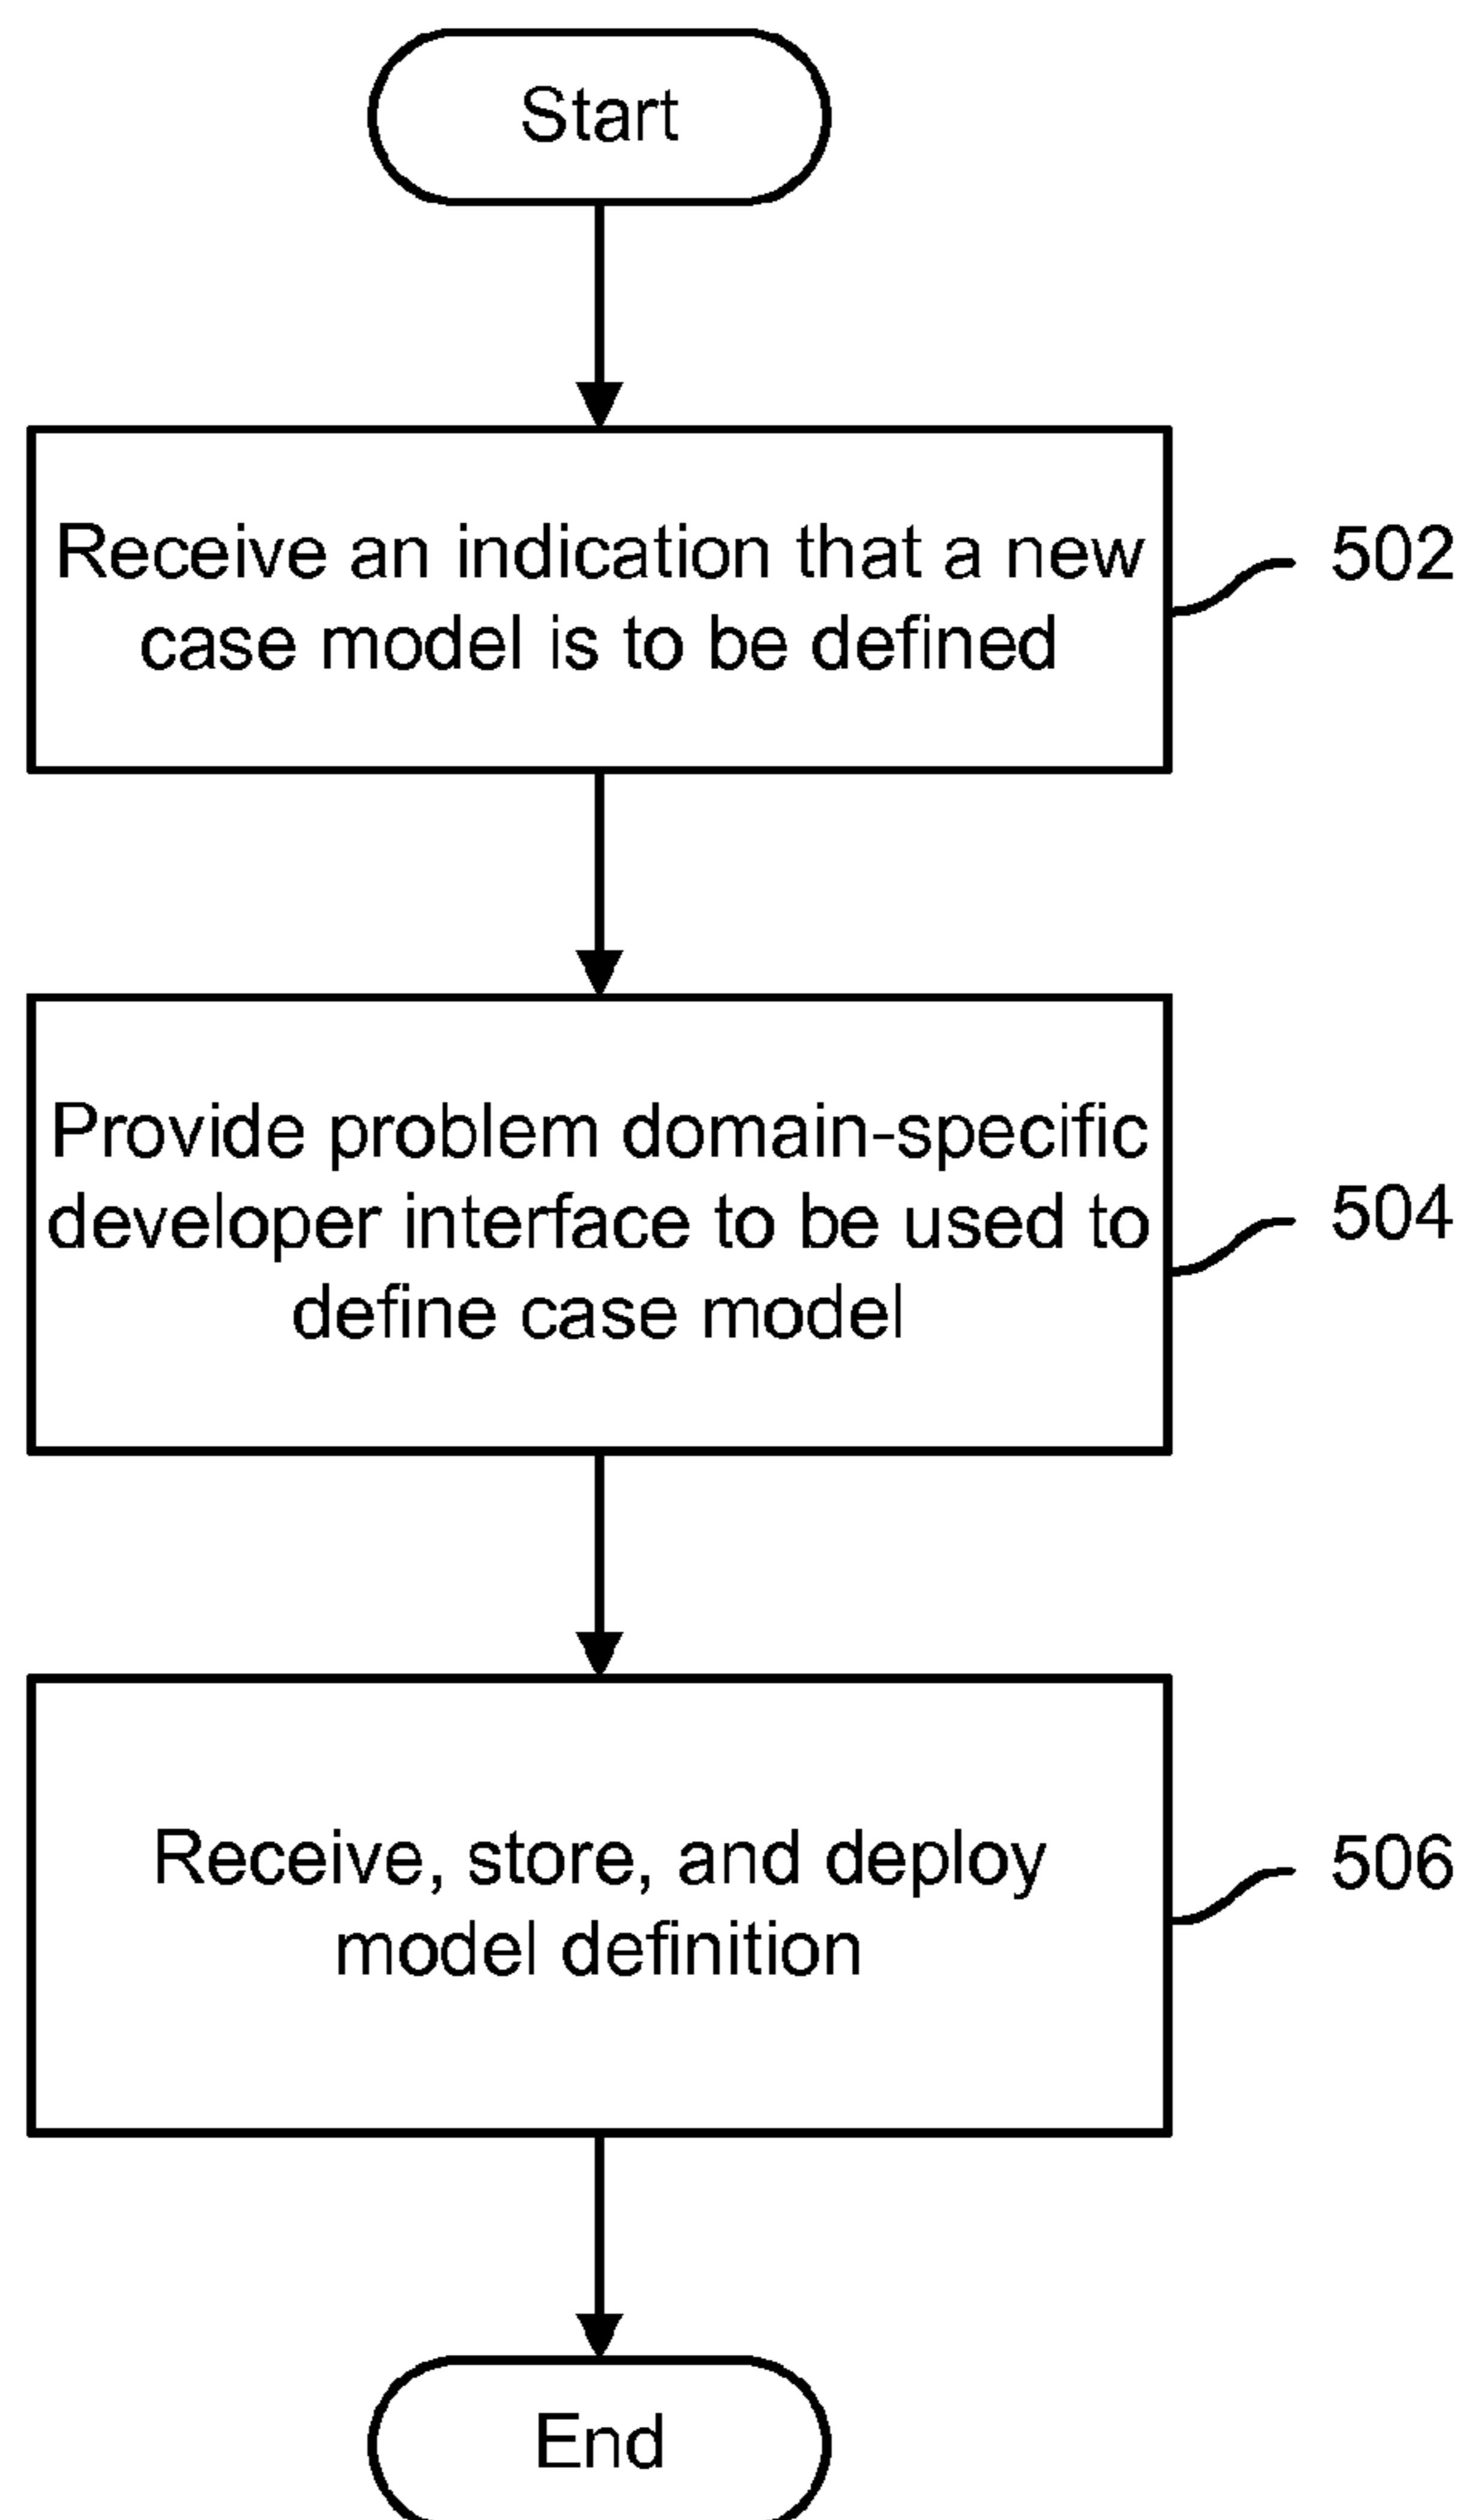 Start
Receive an indication that a new
case model is to be defined
502
Provide problem domain-specific
developer interface to be used to
define case model
504
Receive, store, and deploy
model definition
506
End